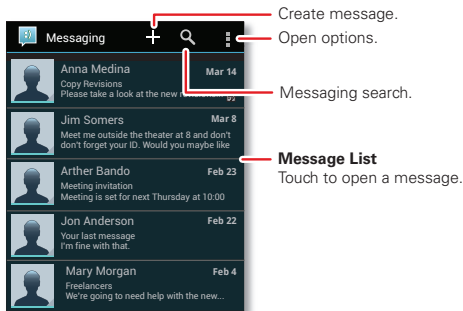 Create message.
Messaging
Open options.
Anna Medina Mar 14
Copy Revisions
Please take a look at the new
Messaging search.
Jim Somers Mar 8
Meet me outside the theater at 8 and don't
don't forget your ID. Would you maybe like
Message List
Touch to open a message.
Arther Bando Feb 23
Meeting invitation
Meeting is set for next Thursday at 10:00
Jon Anderson Feb 22
Your last message
I'm fine with that.
Mary Morgan Feb 4
Freelancers
We're going to need help with the new...